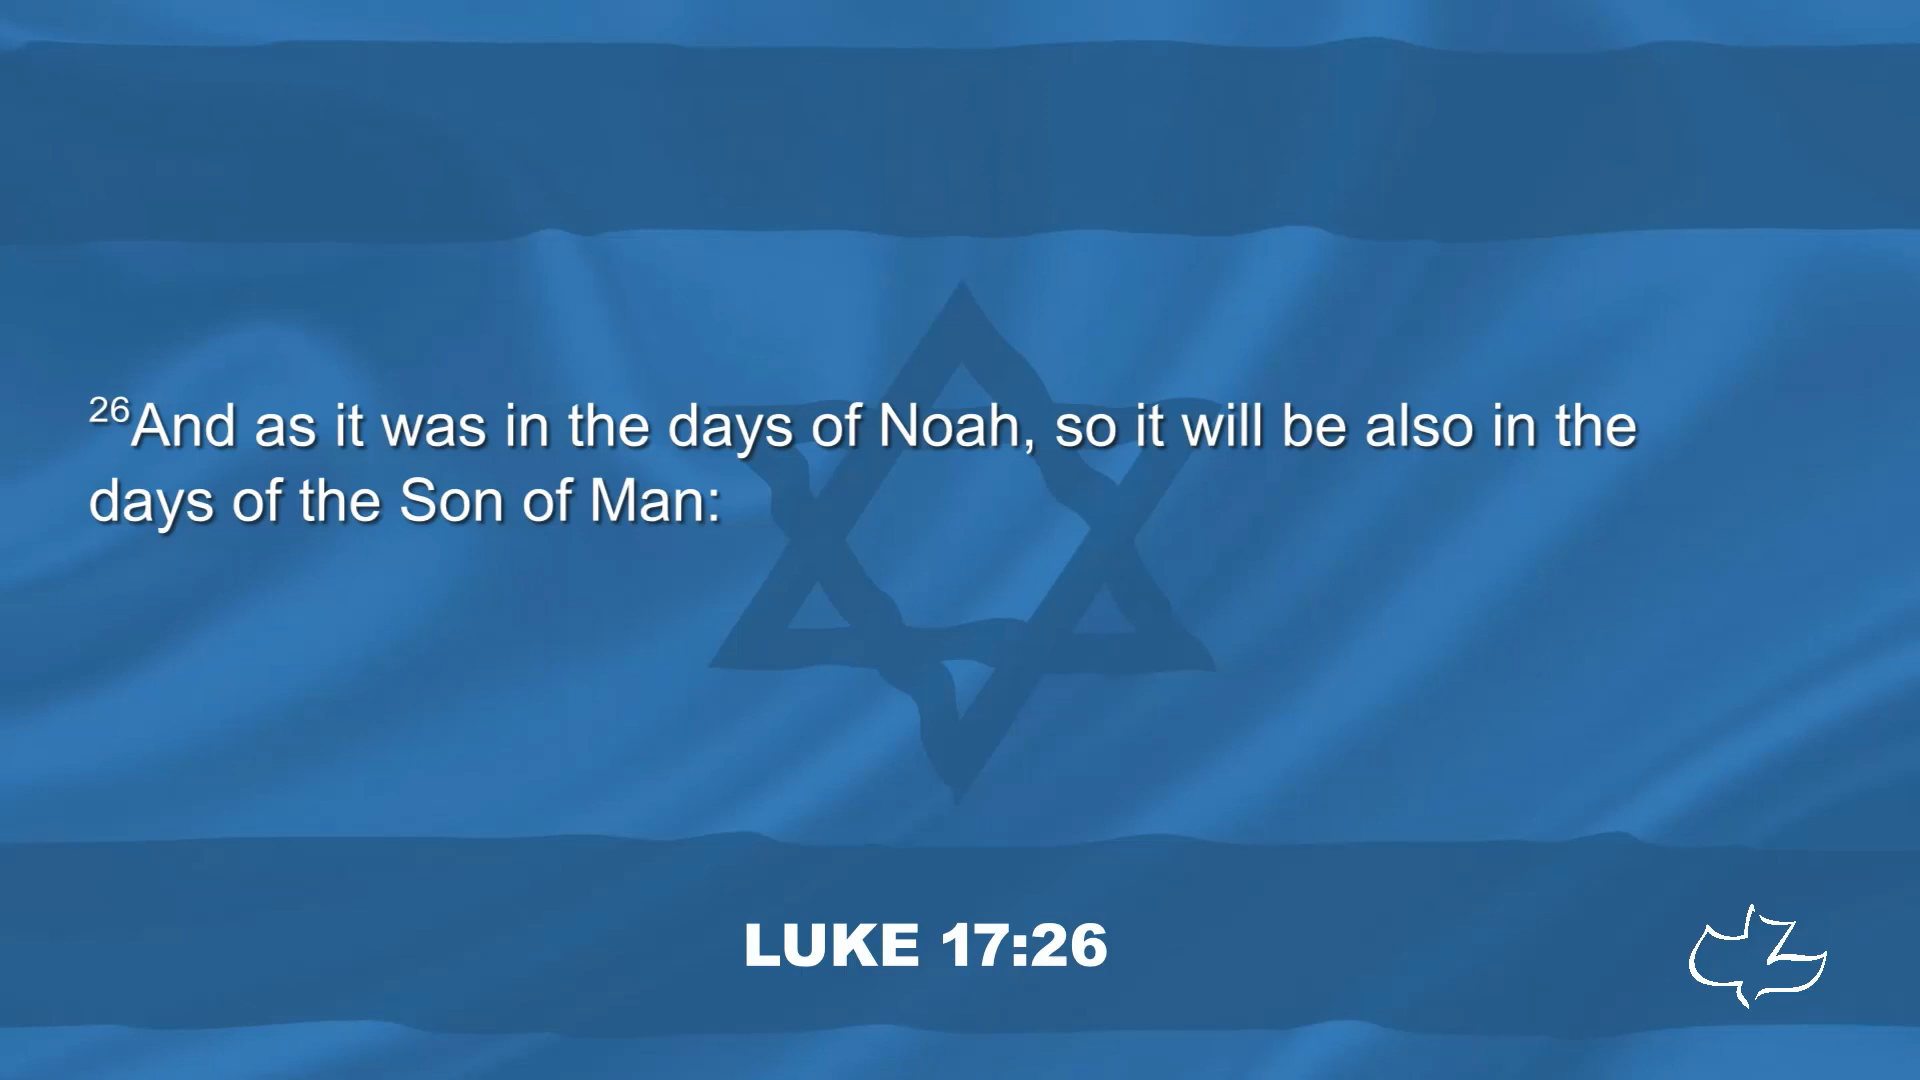 26And as it was in the days of Noah, so it will be also in the
days of the Son of Man:
LUKE 17:26